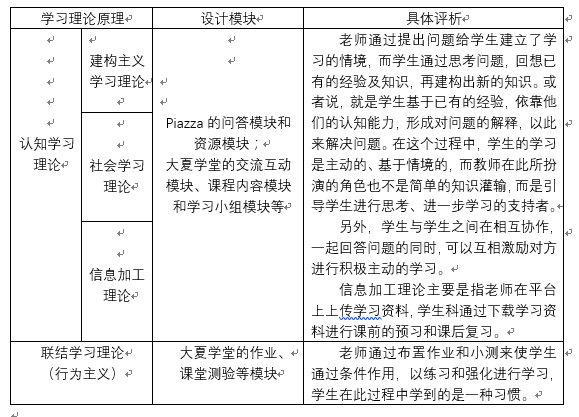 学习理论原理
设计模块
具体评析
认知学习
理论
建构主义
学习理论
社会学习
理论
信息加工
理论
Piazza 的问答模块和
资源模块；
大夏学堂的交流互动
模块、课程内容模块
和学习小组模块等
老师通过提出问题给学生建立了学
习的情境,而学生通过思考问题，回想已
有的经验及知识，再建构出新的知识。或
者说，就是学生基于已有的经验，依靠他
们的认知能力，形成对问题的解释，以此
来解决问题。在这个过程中，学生的学习
是主动的、基于情境的,而教师在此所扮
演的角色也不是简单的知识灌输,而是引
导学生进行思考、进一步学习的支持者。
另外，学生与学生之间在相互协作，
一起回答问题的同时,可以互相激励对方
进行积极主动的学习。
信息加工理论主要是指老师在平台
上上传学习资料,学生科通过下载学习资
料进行课前的预习和课后复习。
联结学习理论
（行为主义）
大夏学堂的作业、
课堂测验等模块
老师通过布置作业和小测来使学生
通过条件作用，以练习和强化进行学习,
学生在此过程中学到的是一种习惯。